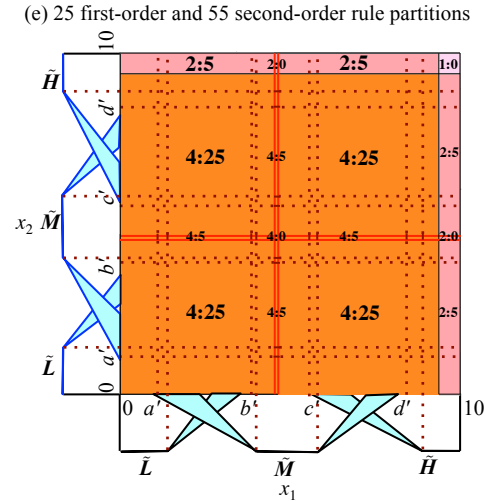 (e) 25 first-order and 55 second-order rule partitions
10
2:5 2:0 2:5 1:0
H̃
d'
4:25 4:5 4:25 2:5
c'
x₂ M̃
4:5 4:0 4:5 2:0
b'
4:25 4:5 4:25 2:5
a'
L̃
0
0 a' b' c' d' 10
L̃ M̃ H̃
x₁